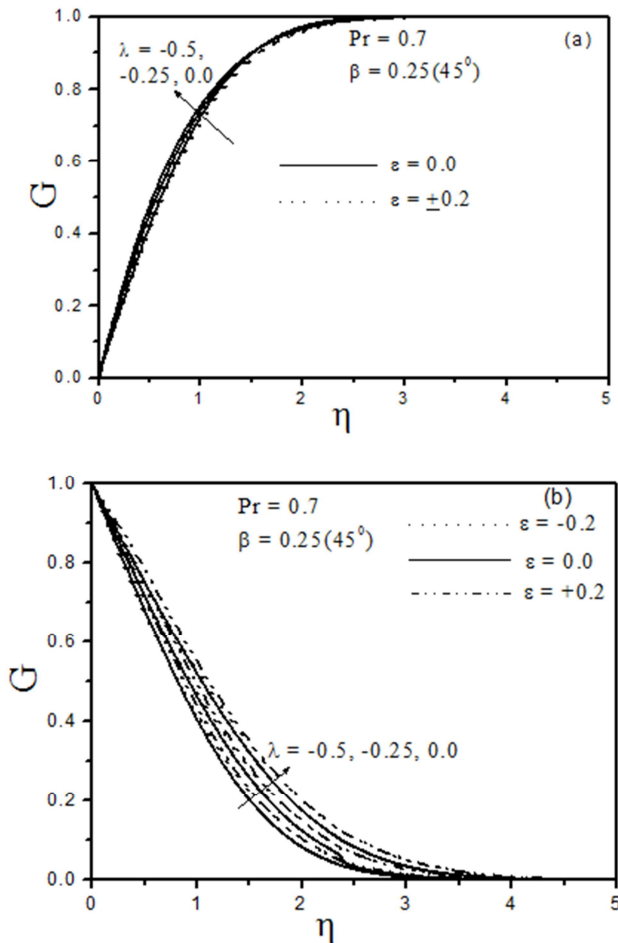 1.0
Pr = 0.7
(a)
λ = -0.5,
-0.25, 0.0
β = 0.25(45⁰)
0.8
0.6
ε = 0.0
G
ε = ±0.2
0.4
0.2
0.0
0 1 2 3 4 5
η
1.0
Pr = 0.7
(b)
ε = -0.2
β = 0.25(45⁰)
0.8
ε = 0.0
ε = +0.2
0.6
G
0.4
λ = -0.5, -0.25, 0.0
0.2
0.0
0 1 2 3 4 5
η